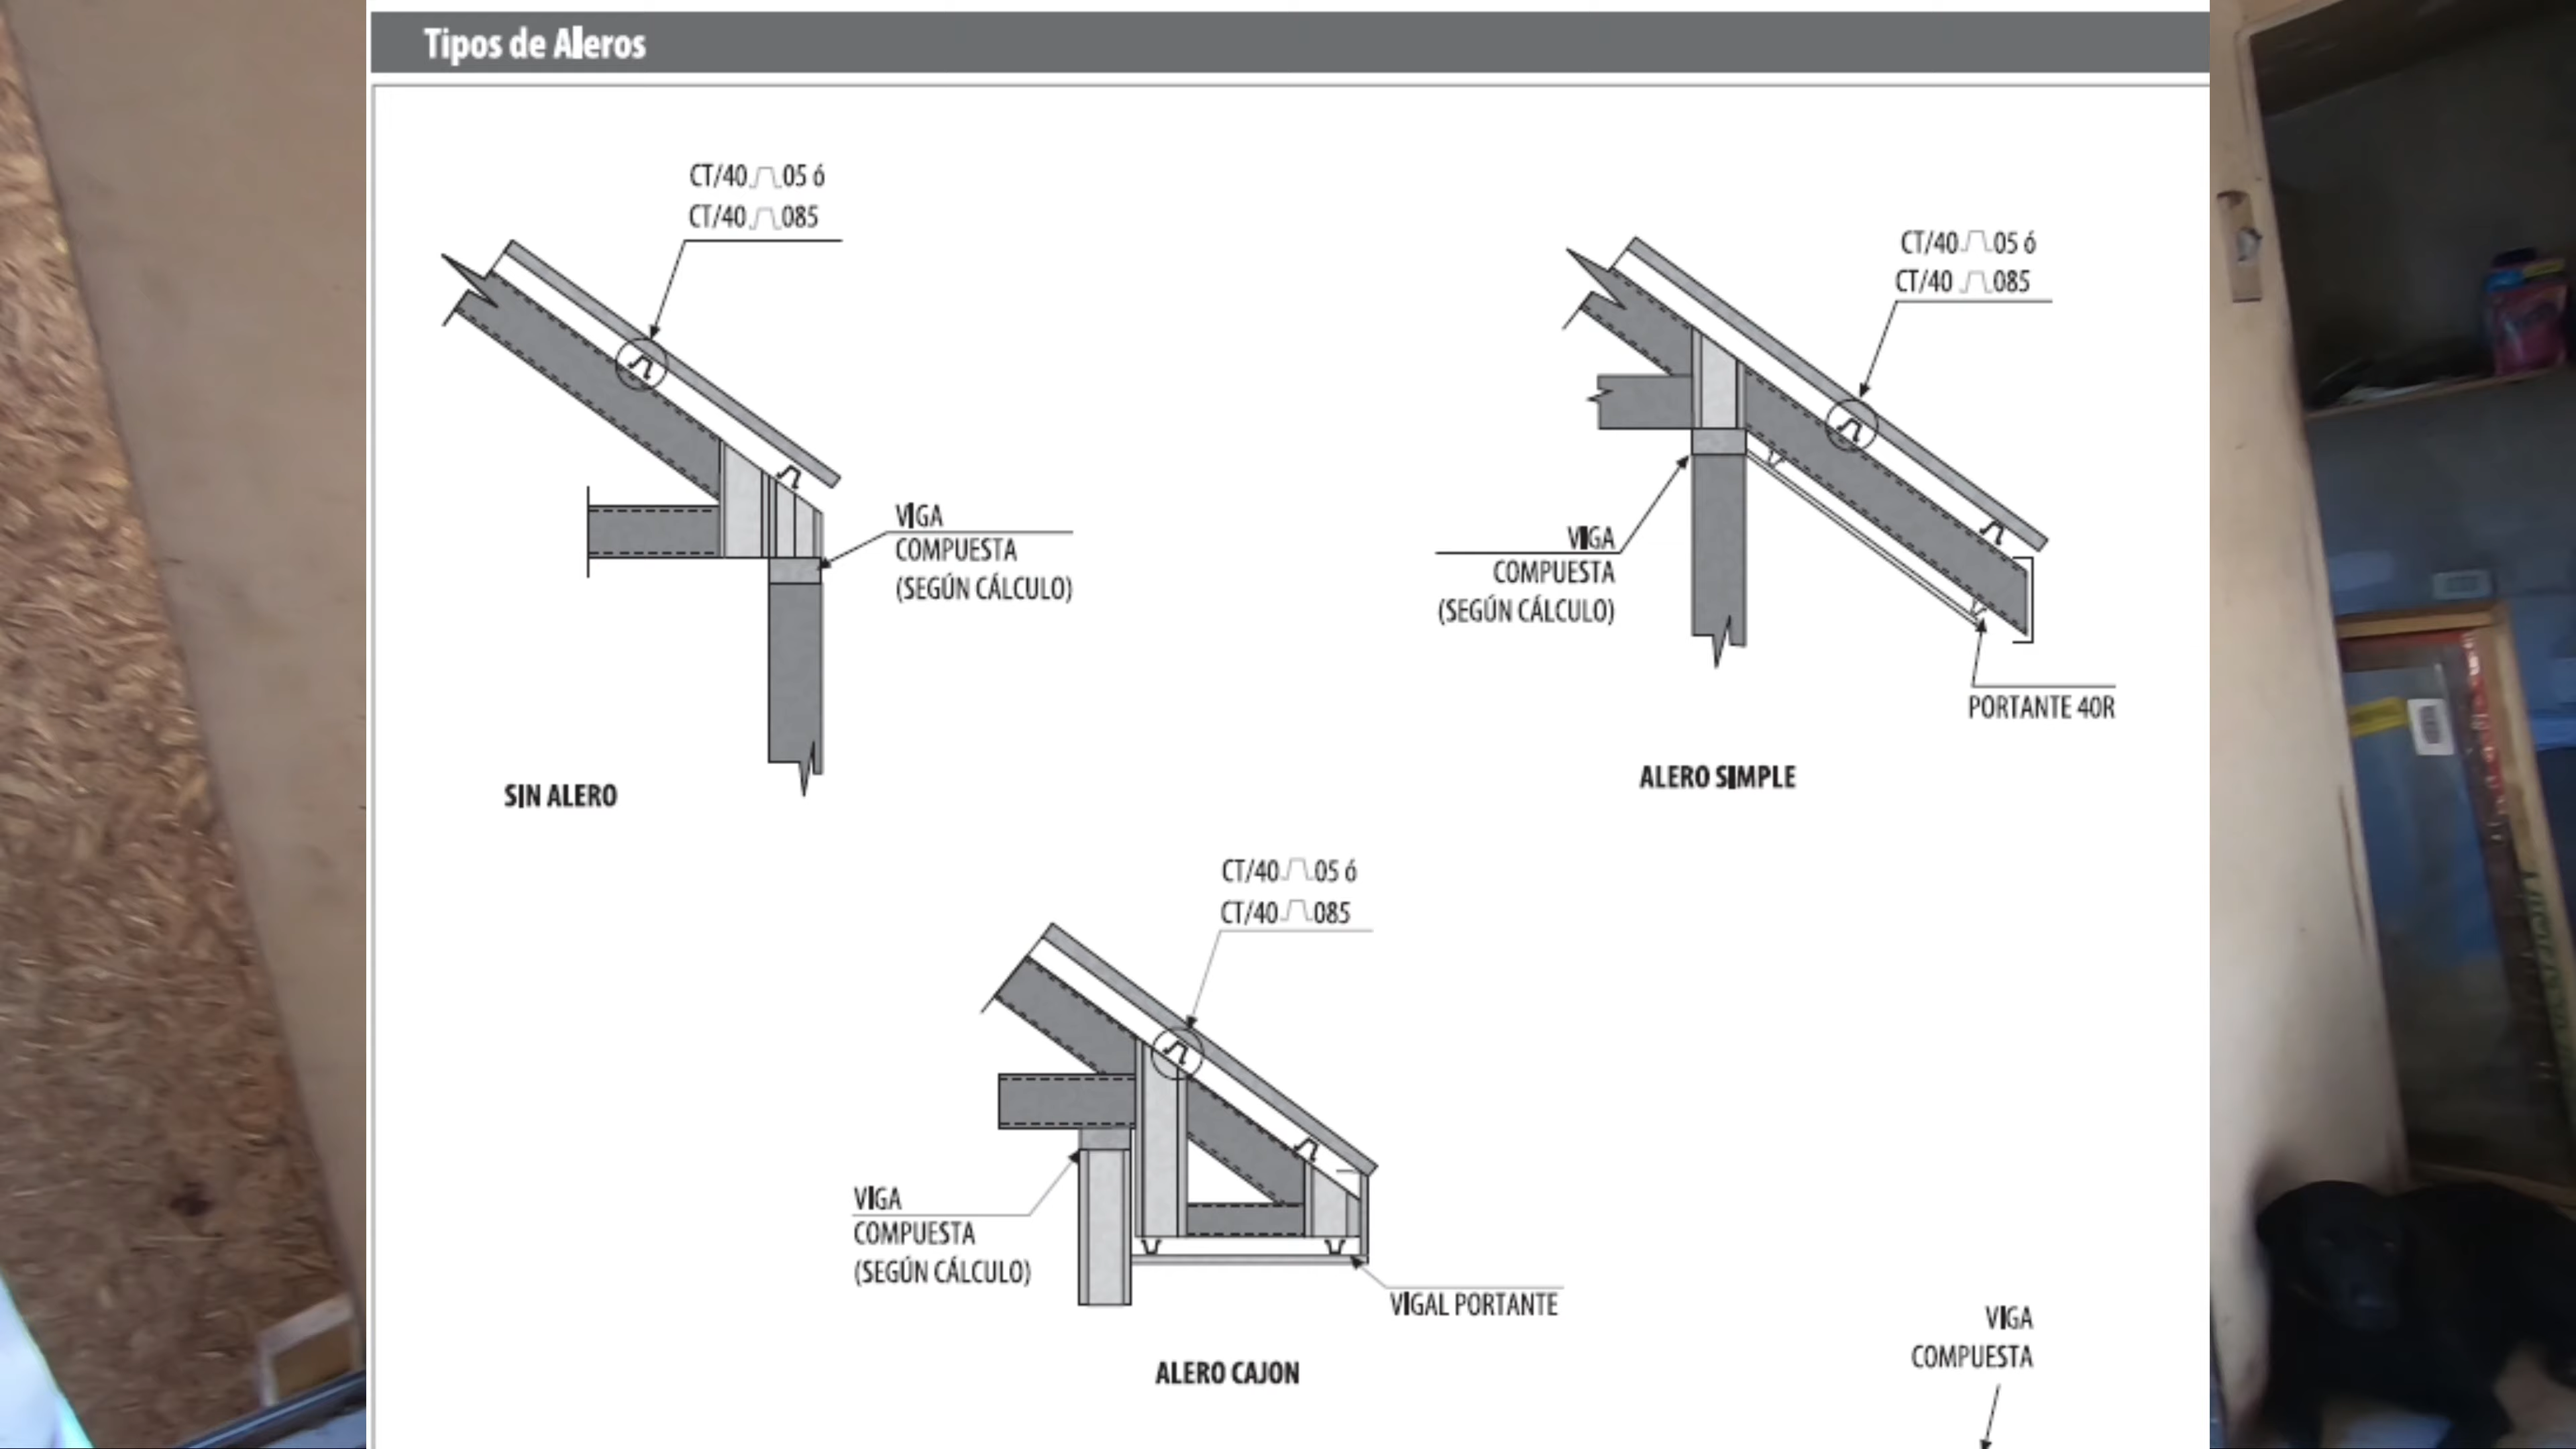 Tipos de Aleros
CT/40 05 ó
CT/40 085
VIGA
COMPUESTA
(SEGÚN CÁLCULO)
SIN ALERO
CT/40 05 ó
CT/40 085
VIGA
COMPUESTA
(SEGÚN CÁLCULO)
PORTANTE 40R
ALERO SIMPLE
CT/40 05 ó
CT/40 085
VIGA
COMPUESTA
(SEGÚN CÁLCULO)
VIGAL PORTANTE
ALERO CAJON
VIGA
COMPUESTA